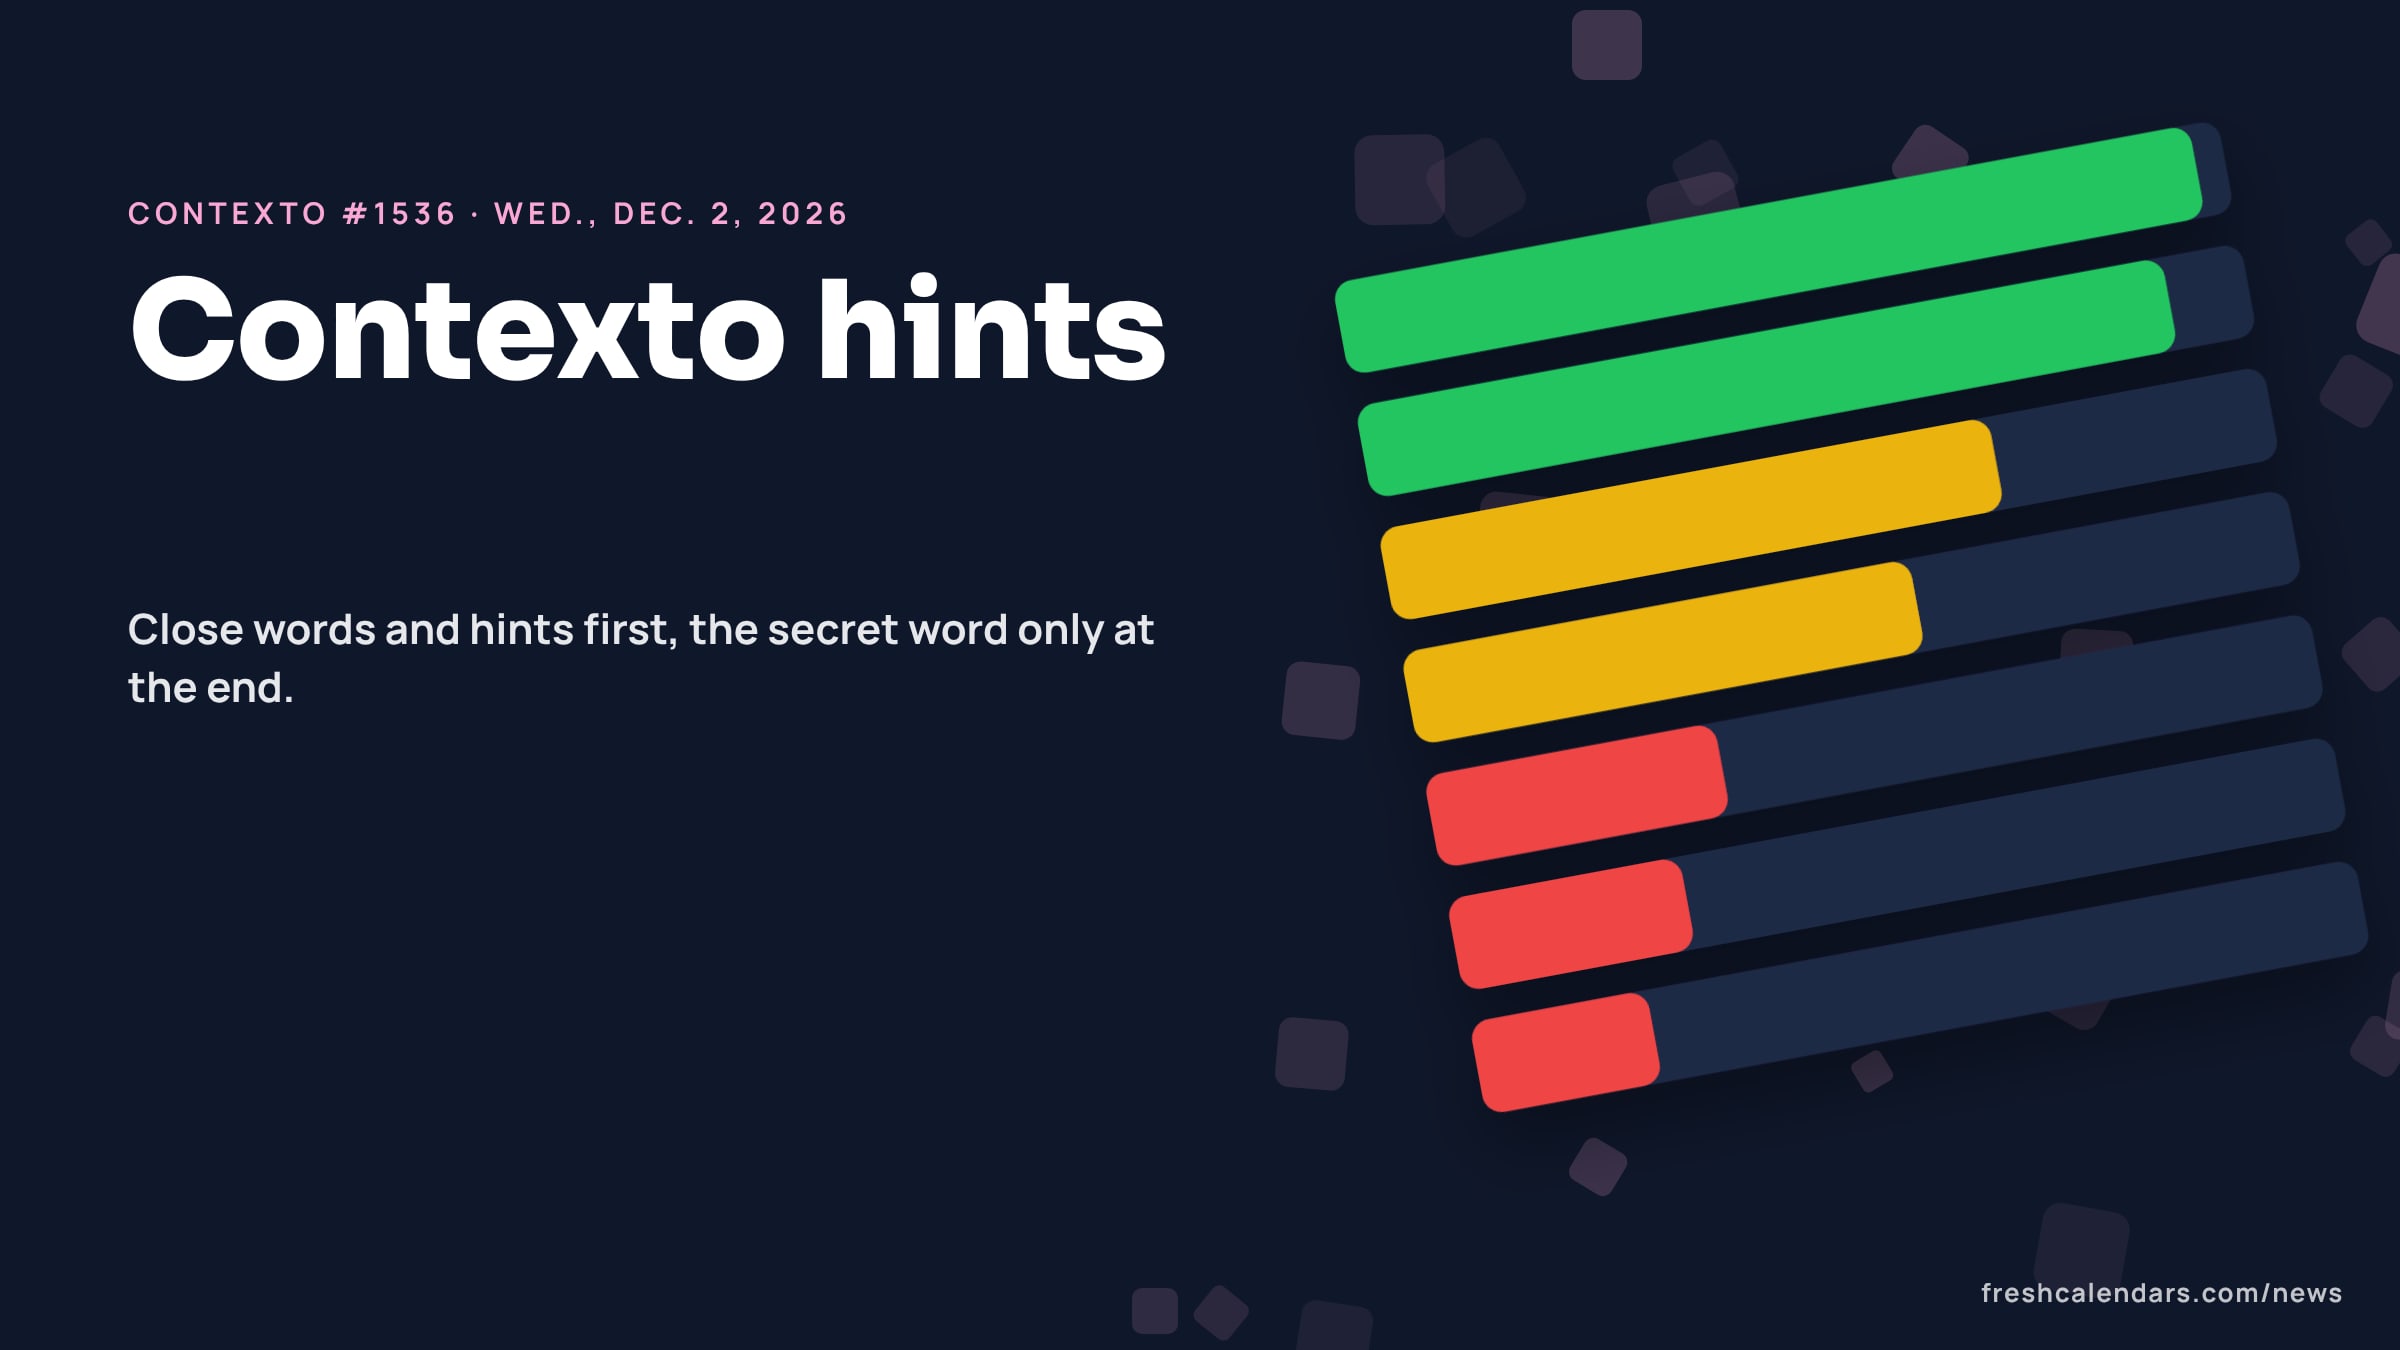 CONTEXTO #1536 · WED., DEC. 2, 2026
Contexto hints
Close words and hints first, the secret word only at
the end.
freshcalendars.com/news